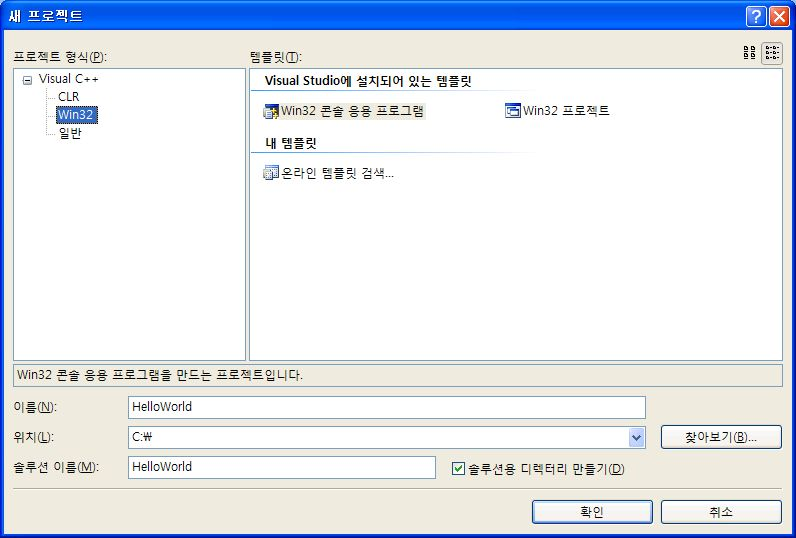 새 프로젝트
프로젝트 형식(P):
템플릿(T):
Visual C++
CLR
Win32
일반
Visual Studio에 설치되어 있는 템플릿
Win32 콘솔 응용 프로그램
Win32 프로젝트
내 템플릿
온라인 템플릿 검색...
Win32 콘솔 응용 프로그램을 만드는 프로젝트입니다.
이름(N):
HelloWorld
위치(L):
C:₩
찾아보기(B)...
솔루션 이름(M):
HelloWorld
솔루션용 디렉터리 만들기(D)
확인
취소